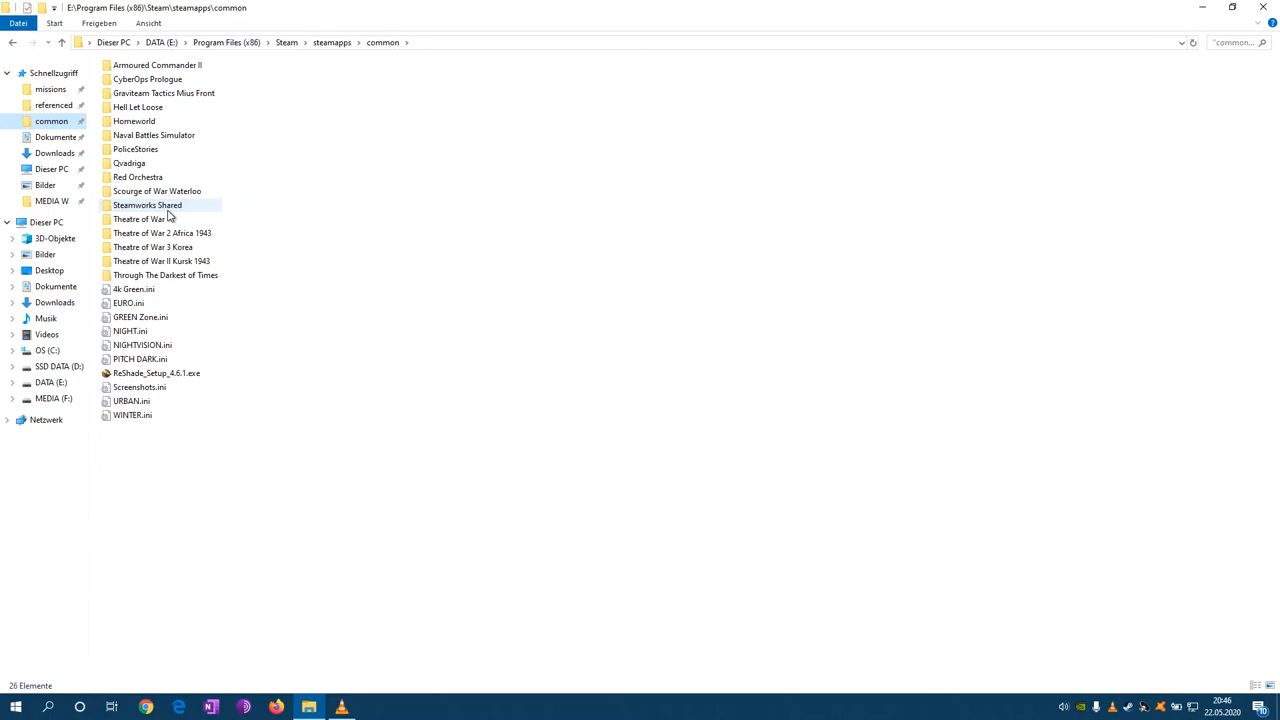 E:\Program Files (x86)\Steam\steamapps\common
Datei Start Freigeben Ansicht
Dieser PC DATA (E:) Program Files (x86) Steam steamapps common
"common...
Schnellzugriff
missions
referenced
common
Dokumente
Downloads
Dieser PC
Bilder
MEDIA W
Dieser PC
3D-Objekte
Bilder
Desktop
Dokumente
Downloads
Musik
Videos
OS (C:)
SSD DATA (D:)
DATA (E:)
MEDIA (F:)
Netzwerk
Armoured Commander II
CyberOps Prologue
Graviteam Tactics Mius Front
Hell Let Loose
Homeworld
Naval Battles Simulator
PoliceStories
Qvadriga
Red Orchestra
Scourge of War Waterloo
Steamworks Shared
Theatre of War
Theatre of War 2 Africa 1943
Theatre of War 3 Korea
Theatre of War II Kursk 1943
Through The Darkest of Times
4k Green.ini
EURO.ini
GREEN Zone.ini
NIGHT.ini
NIGHTVISION.ini
PITCH DARK.ini
ReShade_Setup_4.6.1.exe
Screenshots.ini
URBAN.ini
WINTER.ini
26 Elemente
20:46
22.05.2020